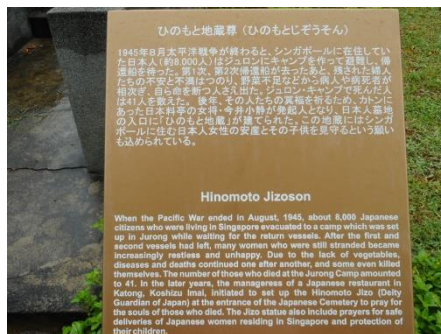 ひのもと地蔵尊（ひのもとじぞうそん）
1945年8月太平洋戦争が終わると、シンガポールに在住してい
た日本人（約8,000人）はジュロンにキャンプを作って避難し、帰
還船を待った。第1次、第2次帰還船が去ったあと、残された婦人
たちの不安と不満はつのり、野菜不足などから病人や病死者が
相次ぎ、自ら命を断つ人さえ出た。ジュロン・キャンプで死んだ人
は41人を数えた。 後年、その人たちの冥福を祈るため、カトンに
あった日本料亭の女将・今井小静が発起人となり、日本人墓地
の入口に「ひのもと地蔵」が建てられた。この地蔵にはシンガ
ポールに住む日本人女性の安産とその子供を見守るという願い
も込められている。
Hinomoto Jizoson
When the Pacific War ended in August, 1945, about 8,000 Japanese
citizens who were living in Singapore evacuated to a camp which was set
up in Jurong while waiting for the return vessels. After the first and
second vessels had left, many women who were still stranded became
increasingly restless and unhappy. Due to the lack of vegetables,
diseases and deaths continued one after another, and some even killed
themselves. The number of those who died at the Jurong Camp amounted
to 41. In the later years, the manageress of a Japanese restaurant in
Katong, Koshizu Imai, initiated to set up the Hinomoto Jizo (Deity
Guardian of Japan) at the entrance of the Japanese Cemetery to pray for
the souls of those who died. The Jizo statue also include prayers for safe
deliveries of Japanese women residing in Singapore and protection of
their children.